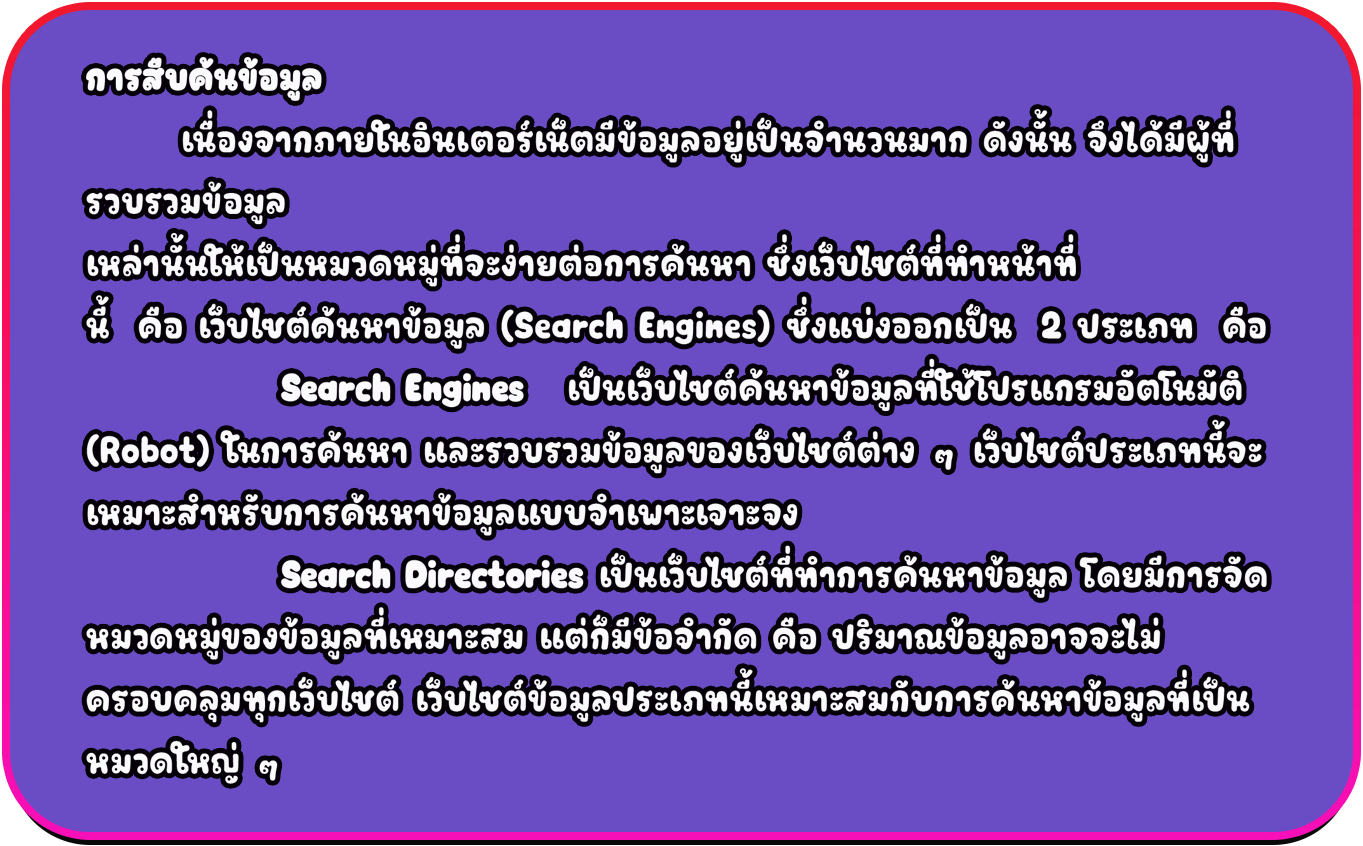 การสืบค้นข้อมูล
เนื่องจากภายในอินเตอร์เน็ตมีข้อมูลอยู่เป็นจำนวนมาก ดังนั้น จึงได้มีผู้ที่
รวบรวมข้อมูล
เหล่านั้นให้เป็นหมวดหมู่ที่จะง่ายต่อการค้นหา ซึ่งเว็บไซต์ที่ทำหน้าที่
นี้ คือ เว็บไซต์ค้นหาข้อมูล (Search Engines) ซึ่งแบ่งออกเป็น 2 ประเภท คือ
Search Engines เป็นเว็บไซต์ค้นหาข้อมูลที่ใช้โปรแกรมอัตโนมัติ
(Robot) ในการค้นหา และรวบรวมข้อมูลของเว็บไซต์ต่าง ๆ เว็บไซต์ประเภทนี้จะ
เหมาะสำหรับการค้นหาข้อมูลแบบจำเพาะเจาะจง
Search Directories เป็นเว็บไซต์ที่ทำการค้นหาข้อมูล โดยมีการจัด
หมวดหมู่ของข้อมูลที่เหมาะสม แต่ก็มีข้อจำกัด คือ ปริมาณข้อมูลอาจจะไม่
ครอบคลุมทุกเว็บไซต์ เว็บไซต์ข้อมูลประเภทนี้เหมาะสมกับการค้นหาข้อมูลที่เป็น
หมวดใหญ่ ๆ